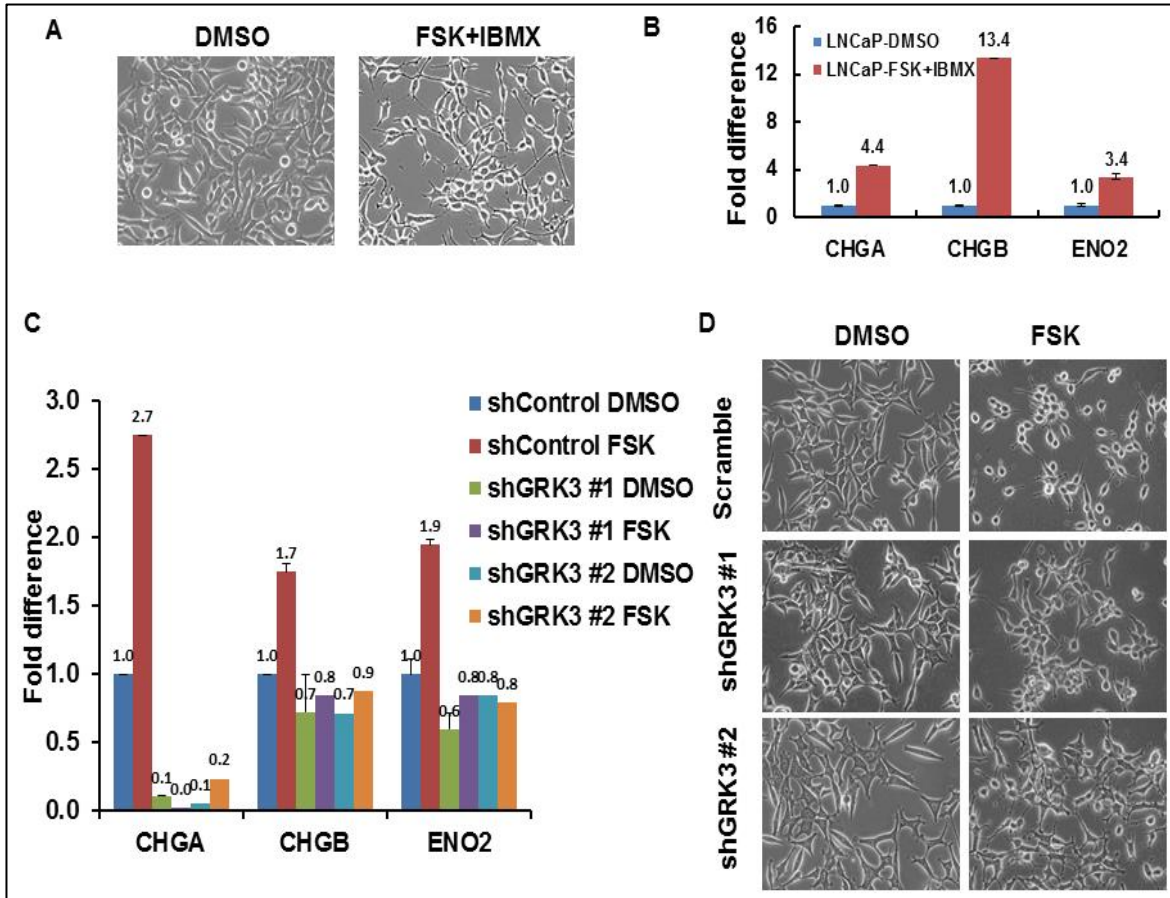 A
DMSO
FSK+IBMX
B
Fold difference
16
12
8
4
0
LNCaP-DMSO
LNCaP-FSK+IBMX
1.0
4.4
1.0
13.4
1.0
3.4
CHGA
CHGB
ENO2
C
Fold difference
3.0
2.5
2.0
1.5
1.0
0.5
0.0
shControl DMSO
shControl FSK
shGRK3 #1 DMSO
shGRK3 #1 FSK
shGRK3 #2 DMSO
shGRK3 #2 FSK
1.0
2.7
0.1
0.0
0.1
0.2
1.0
1.7
0.7
0.8
0.7
0.9
1.0
1.9
0.6
0.8
0.8
0.8
CHGA
CHGB
ENO2
D
DMSO
FSK
Scramble
shGRK3#1
shGRK3#2